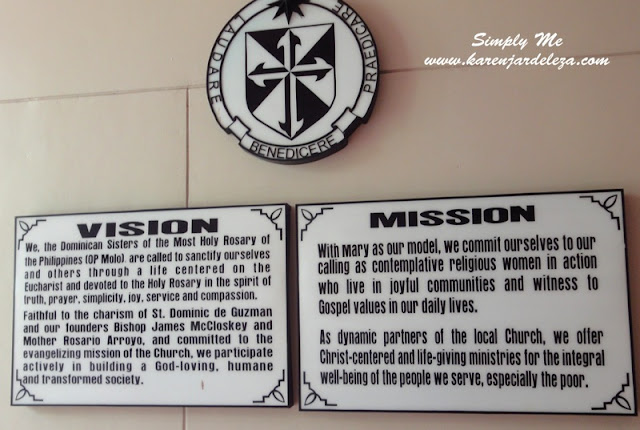 LAUDARE
PRAEDICARE
BENEDICERE
Simply Me
www.karenjardeleza.com
VISION
We, the Dominican Sisters of the Most Holy Rosary of
the Philippines (OP Molo), are called to sanctify ourselves
and others through a life centered on the
Eucharist and devoted to the Holy Rosary in the spirit of
truth, prayer, simplicity, joy, service and compassion.
Faithful to the charism of St. Dominic de Guzman
and our founders Bishop James McCloskey and
Mother Rosario Arroyo, and committed to the
evangelizing mission of the Church, we participate
actively in building a God-loving, humane
and transformed society.
MISSION
With Mary as our model, we commit ourselves to our
calling as contemplative religious women in action
who live in joyful communities and witness to
Gospel values in our daily lives.
As dynamic partners of the local Church, we offer
Christ-centered and life-giving ministries for the integral
well-being of the people we serve, especially the poor.